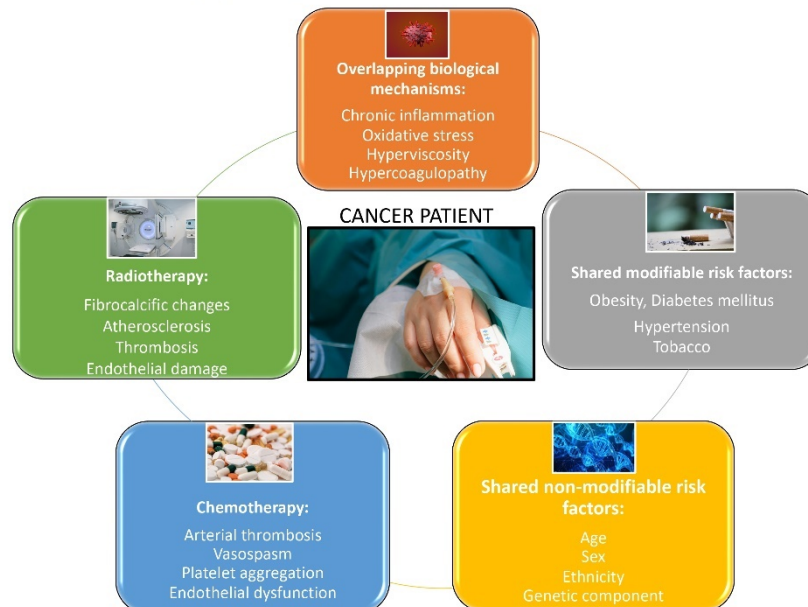 Overlapping biological
mechanisms:
Chronic inflammation
Oxidative stress
Hyperviscosity
Hypercoagulopathy
CANCER PATIENT
Radiotherapy:
Fibrocalcific changes
Atherosclerosis
Thrombosis
Endothelial damage
Shared modifiable risk factors:
Obesity, Diabetes mellitus
Hypertension
Tobacco
Chemotherapy:
Arterial thrombosis
Vasospasm
Platelet aggregation
Endothelial dysfunction
Shared non-modifiable risk
factors:
Age
Sex
Ethnicity
Genetic component